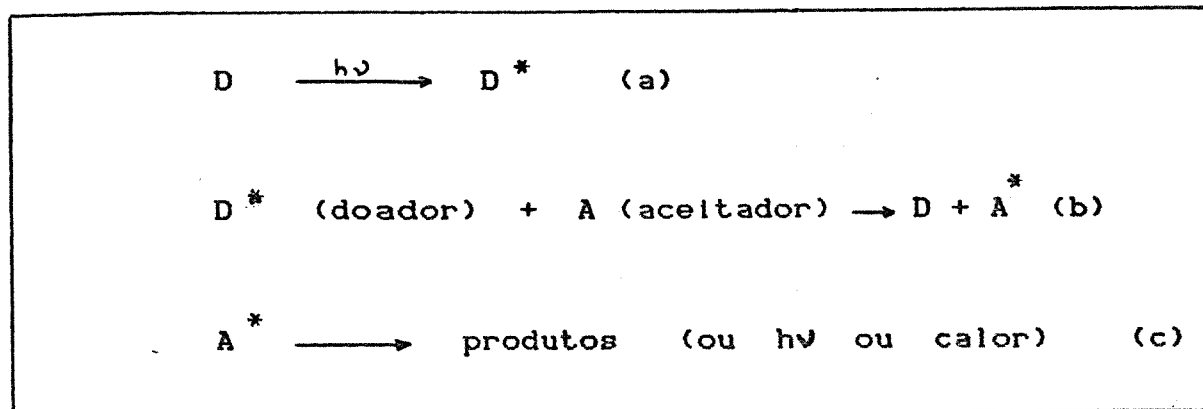 D hν → D* (a)
D* (doador) + A (aceitador) → D + A* (b)
A* → produtos (ou hν ou calor) (c)